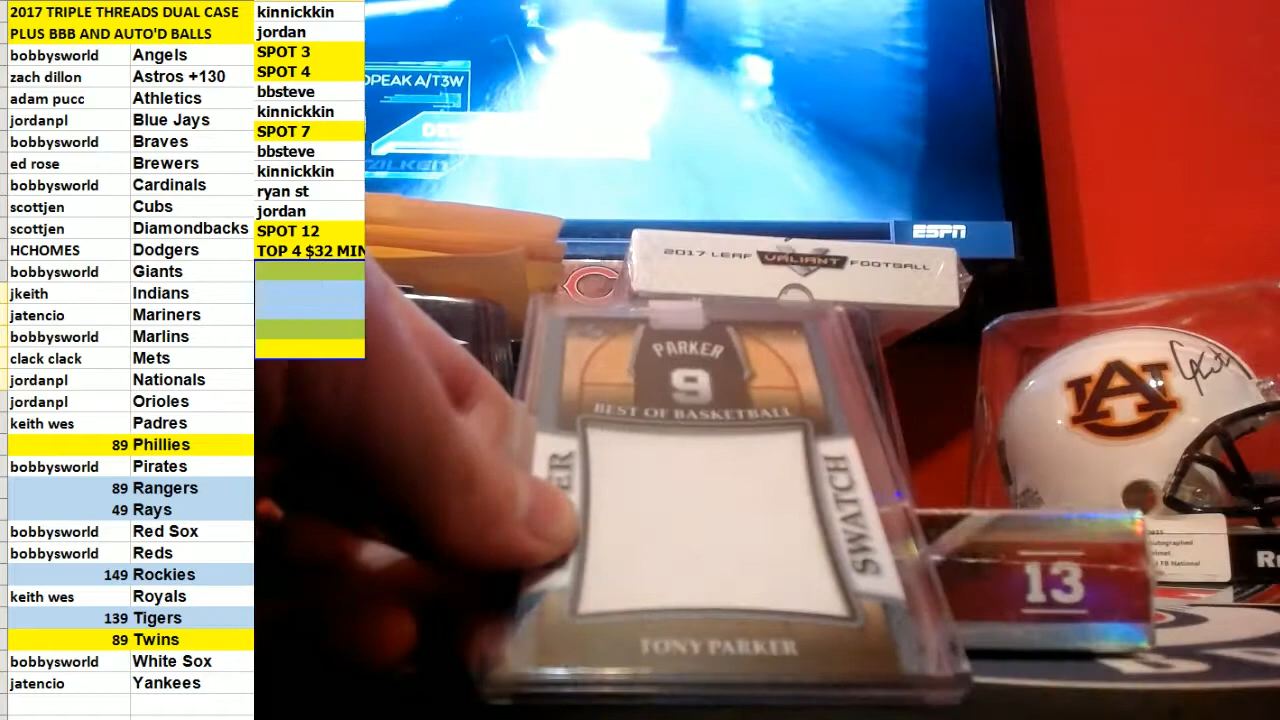 2017 TRIPLE THREADS DUAL CASE
PLUS BBB AND AUTO'D BALLS
bobbysworld Angels
zach dillon Astros +130
adam pucc Athletics
jordanpl Blue Jays
bobbysworld Braves
ed rose Brewers
bobbysworld Cardinals
scottjen Cubs
scottjen Diamondbacks
HCHOMES Dodgers
bobbysworld Giants
jkeith Indians
jatencio Mariners
bobbysworld Marlins
clack clack Mets
jordanpl Nationals
jordanpl Orioles
keith wes Padres
89 Phillies
bobbysworld Pirates
89 Rangers
49 Rays
bobbysworld Red Sox
bobbysworld Reds
149 Rockies
keith wes Royals
139 Tigers
89 Twins
bobbysworld White Sox
jatencio Yankees
kinnickkin
jordan
SPOT 3
SPOT 4
bbsteve
kinnickkin
SPOT 7
bbsteve
kinnickkin
ryan st
jordan
SPOT 12
TOP 4 $32 MIN
OPEAK A/T3W
ESPN
2017 LEAF VALIANT FOOTBALL
PARKER
9
BEST OF BASKETBALL
SWATCH
TONY PARKER
13